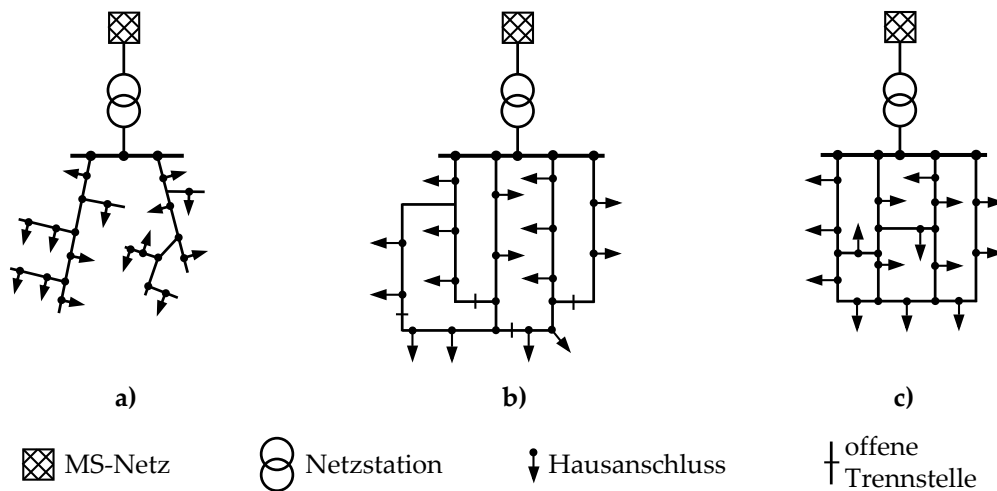 a)
b)
c)
MS-Netz
Netzstation
Hausanschluss
offene
Trennstelle